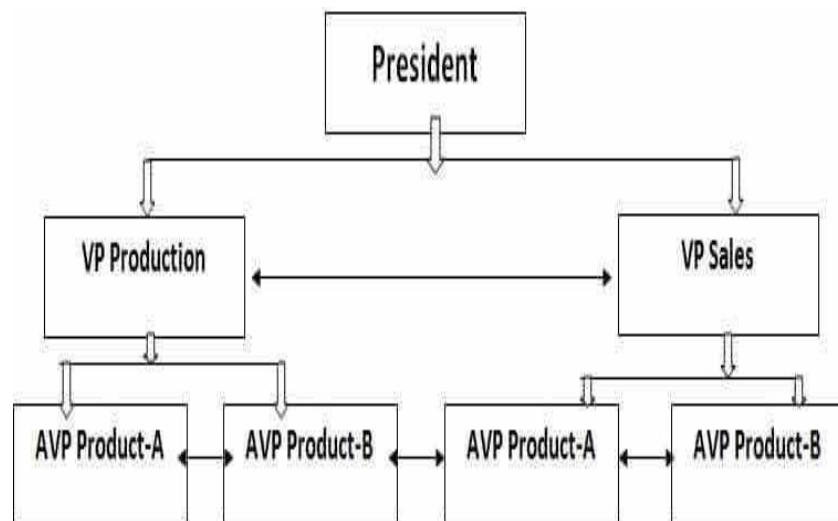 President
VP Production
VP Sales
AVP Product-A
AVP Product-B
AVP Product-A
AVP Product-B